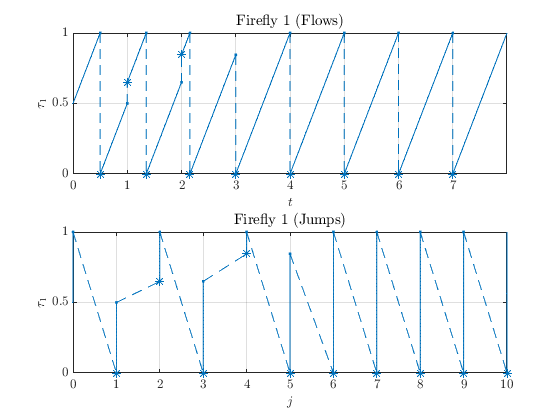 Firefly 1 (Flows)
1
0.5
0
τ₁
0 1 2 3 4 5 6 7
t
Firefly 1 (Jumps)
1
0.5
0
τ₁
0 1 2 3 4 5 6 7 8 9 10
j